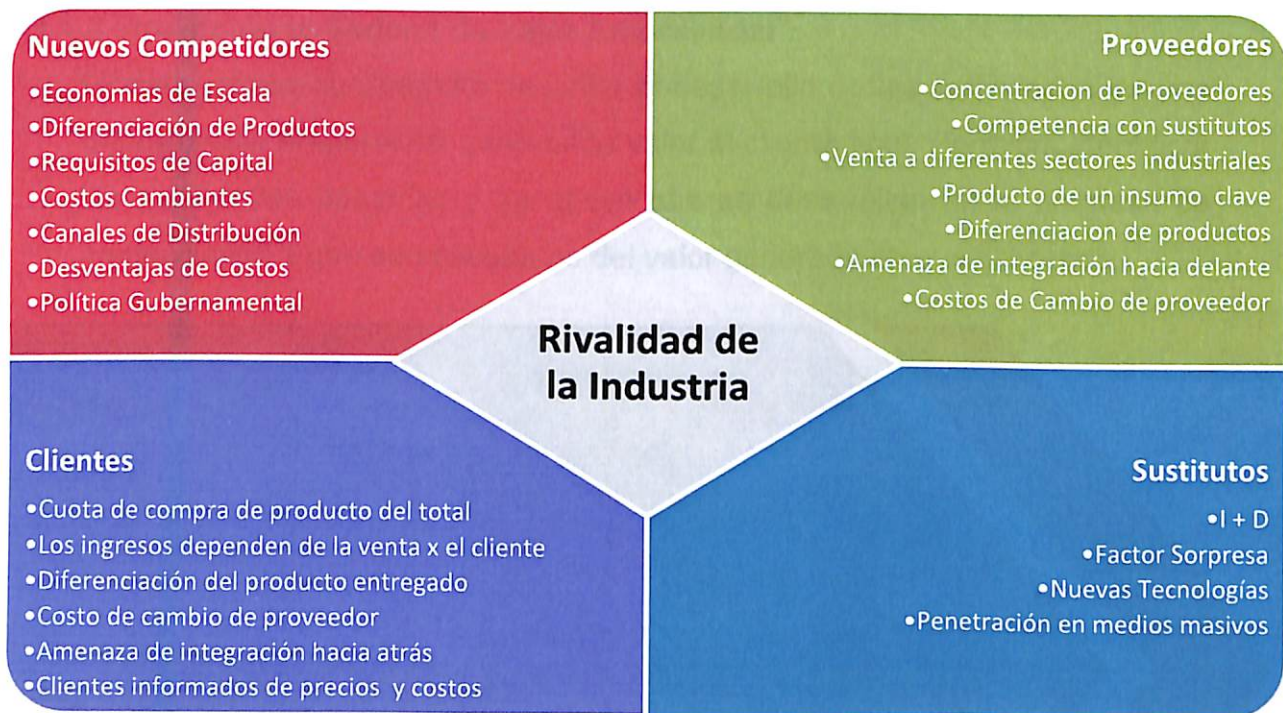 Nuevos Competidores
•Economias de Escala
•Diferenciación de Productos
•Requisitos de Capital
•Costos Cambiantes
•Canales de Distribución
•Desventajas de Costos
•Política Gubernamental
Proveedores
•Concentracion de Proveedores
•Competencia con sustitutos
•Venta a diferentes sectores industriales
•Producto de un insumo clave
•Diferenciacion de productos
•Amenaza de integración hacia delante
•Costos de Cambio de proveedor
Rivalidad de
la Industria
Clientes
•Cuota de compra de producto del total
•Los ingresos dependen de la venta x el cliente
•Diferenciación del producto entregado
•Costo de cambio de proveedor
•Amenaza de integración hacia atrás
•Clientes informados de precios y costos
Sustitutos
•I + D
•Factor Sorpresa
•Nuevas Tecnologías
•Penetración en medios masivos